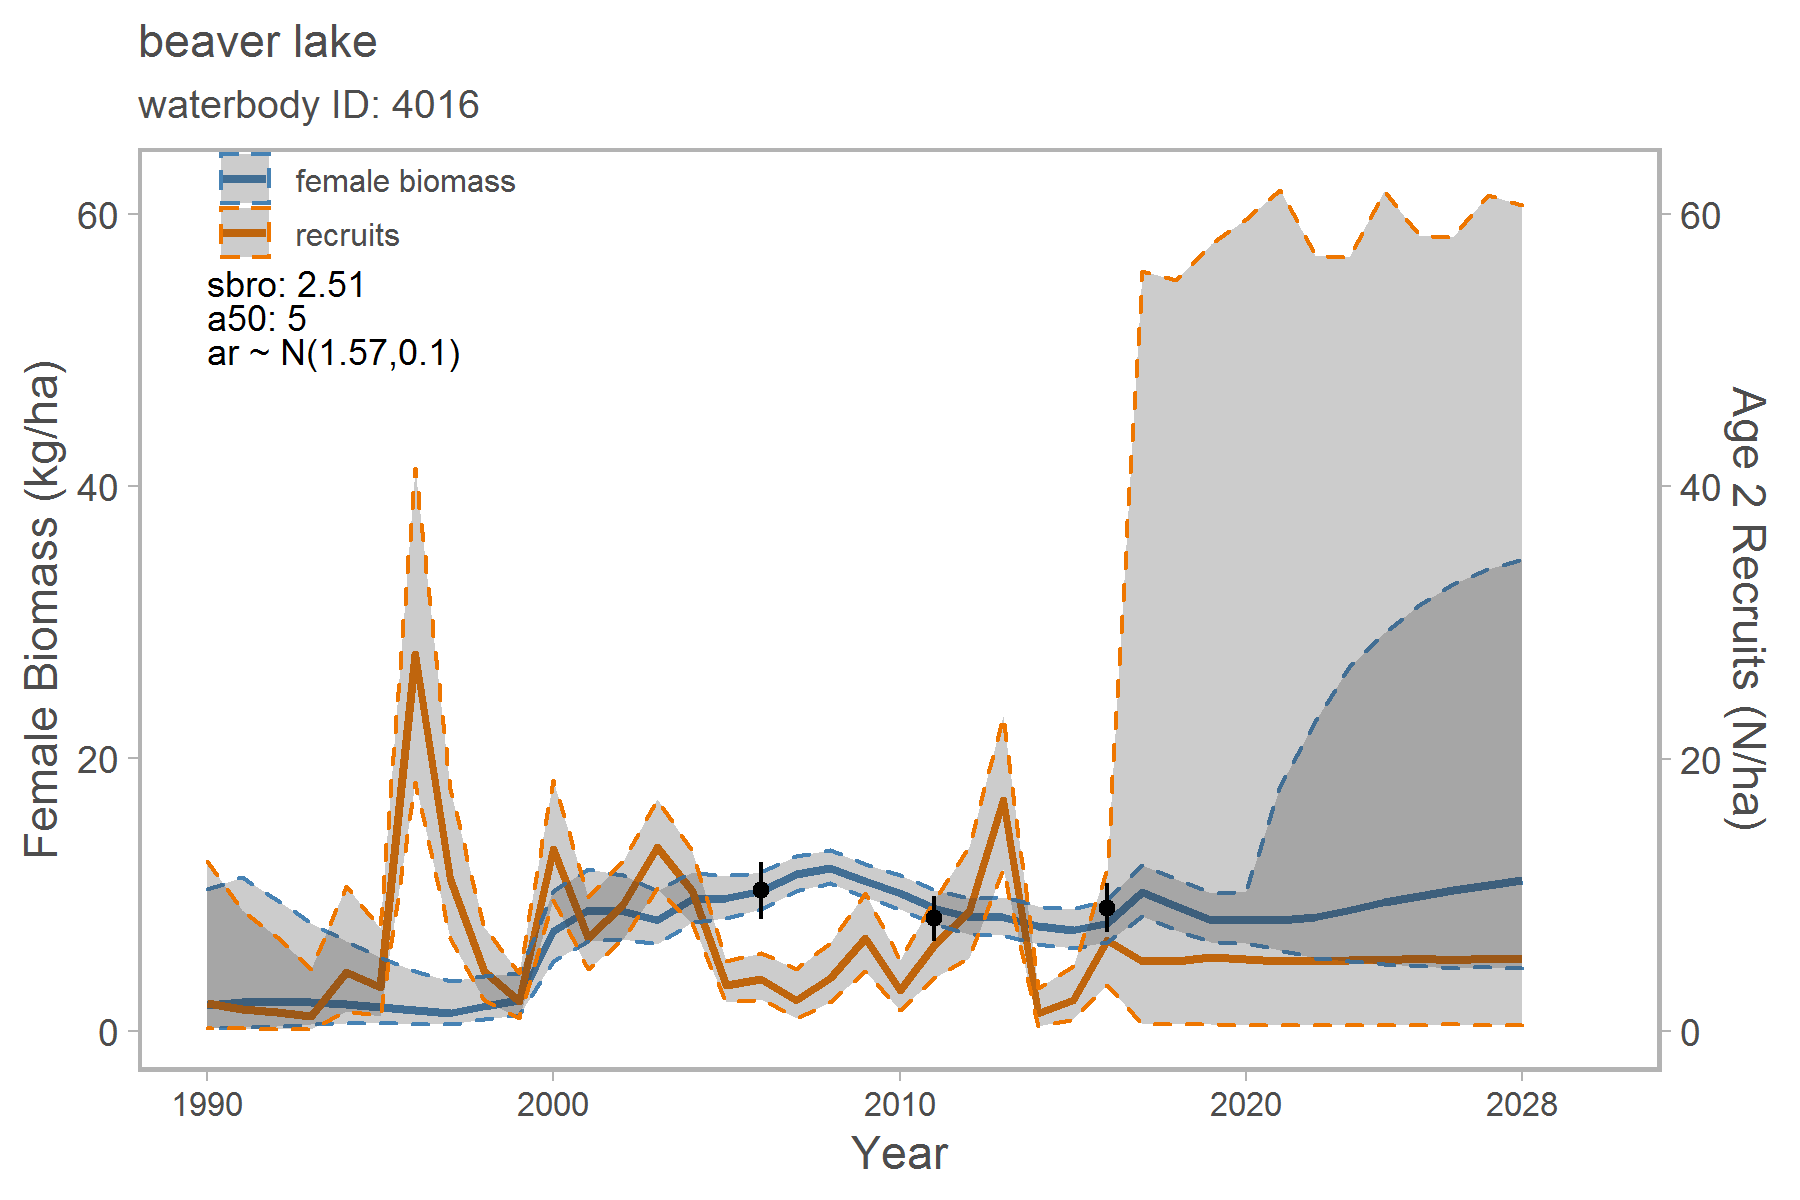 beaver lake
waterbody ID: 4016
female biomass
recruits
sbro: 2.51
a50: 5
ar ~ N(1.57,0.1)
Female Biomass (kg/ha)
60
40
20
0
60
40
20
0
Age 2 Recruits (N/ha)
1990
2000
2010
2020
2028
Year